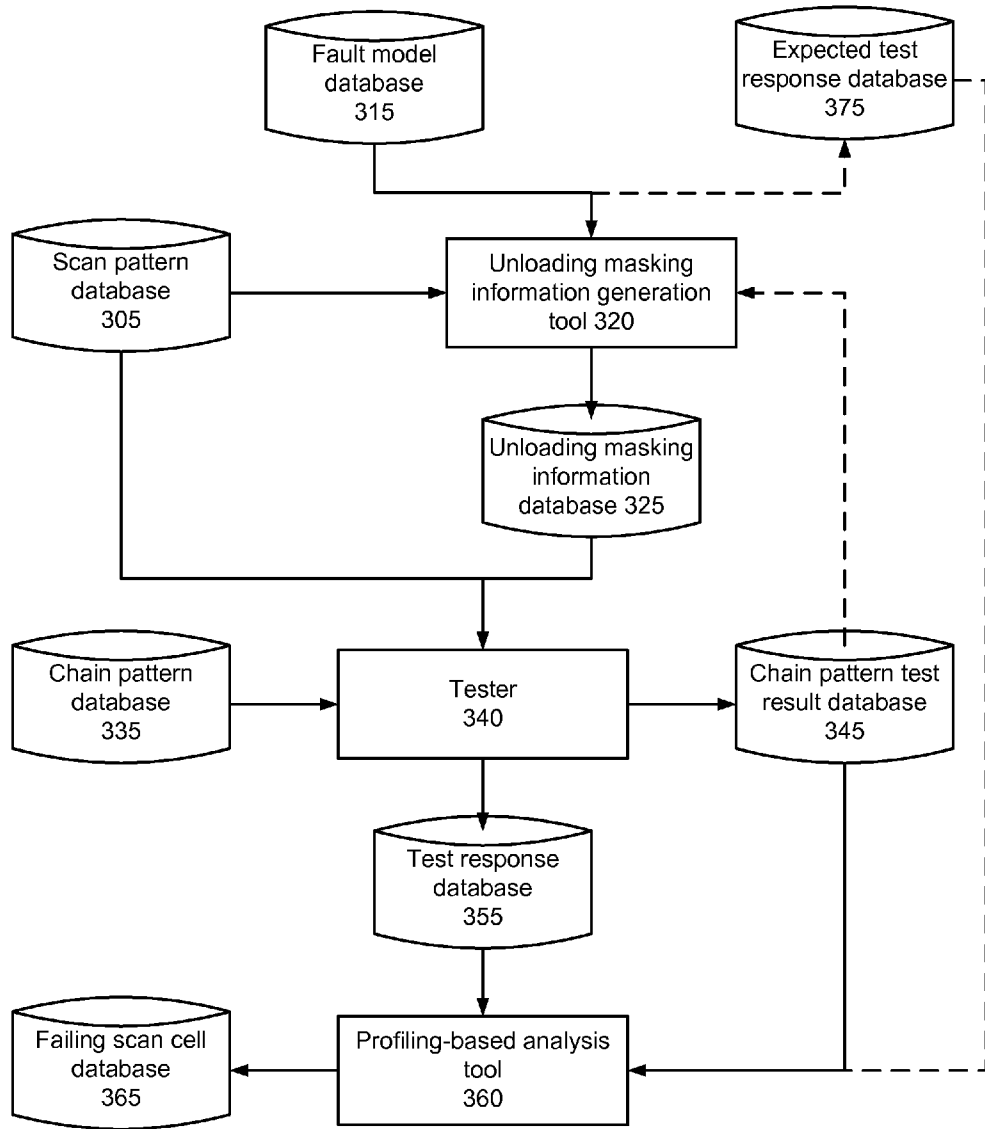 Fault model
database
315
Expected test
response database
375
Scan pattern
database
305
Unloading masking
information generation
tool 320
Unloading masking
information
database 325
Chain pattern
database
335
Tester
340
Chain pattern test
result database
345
Test response
database
355
Failing scan cell
database
365
Profiling-based analysis
tool
360